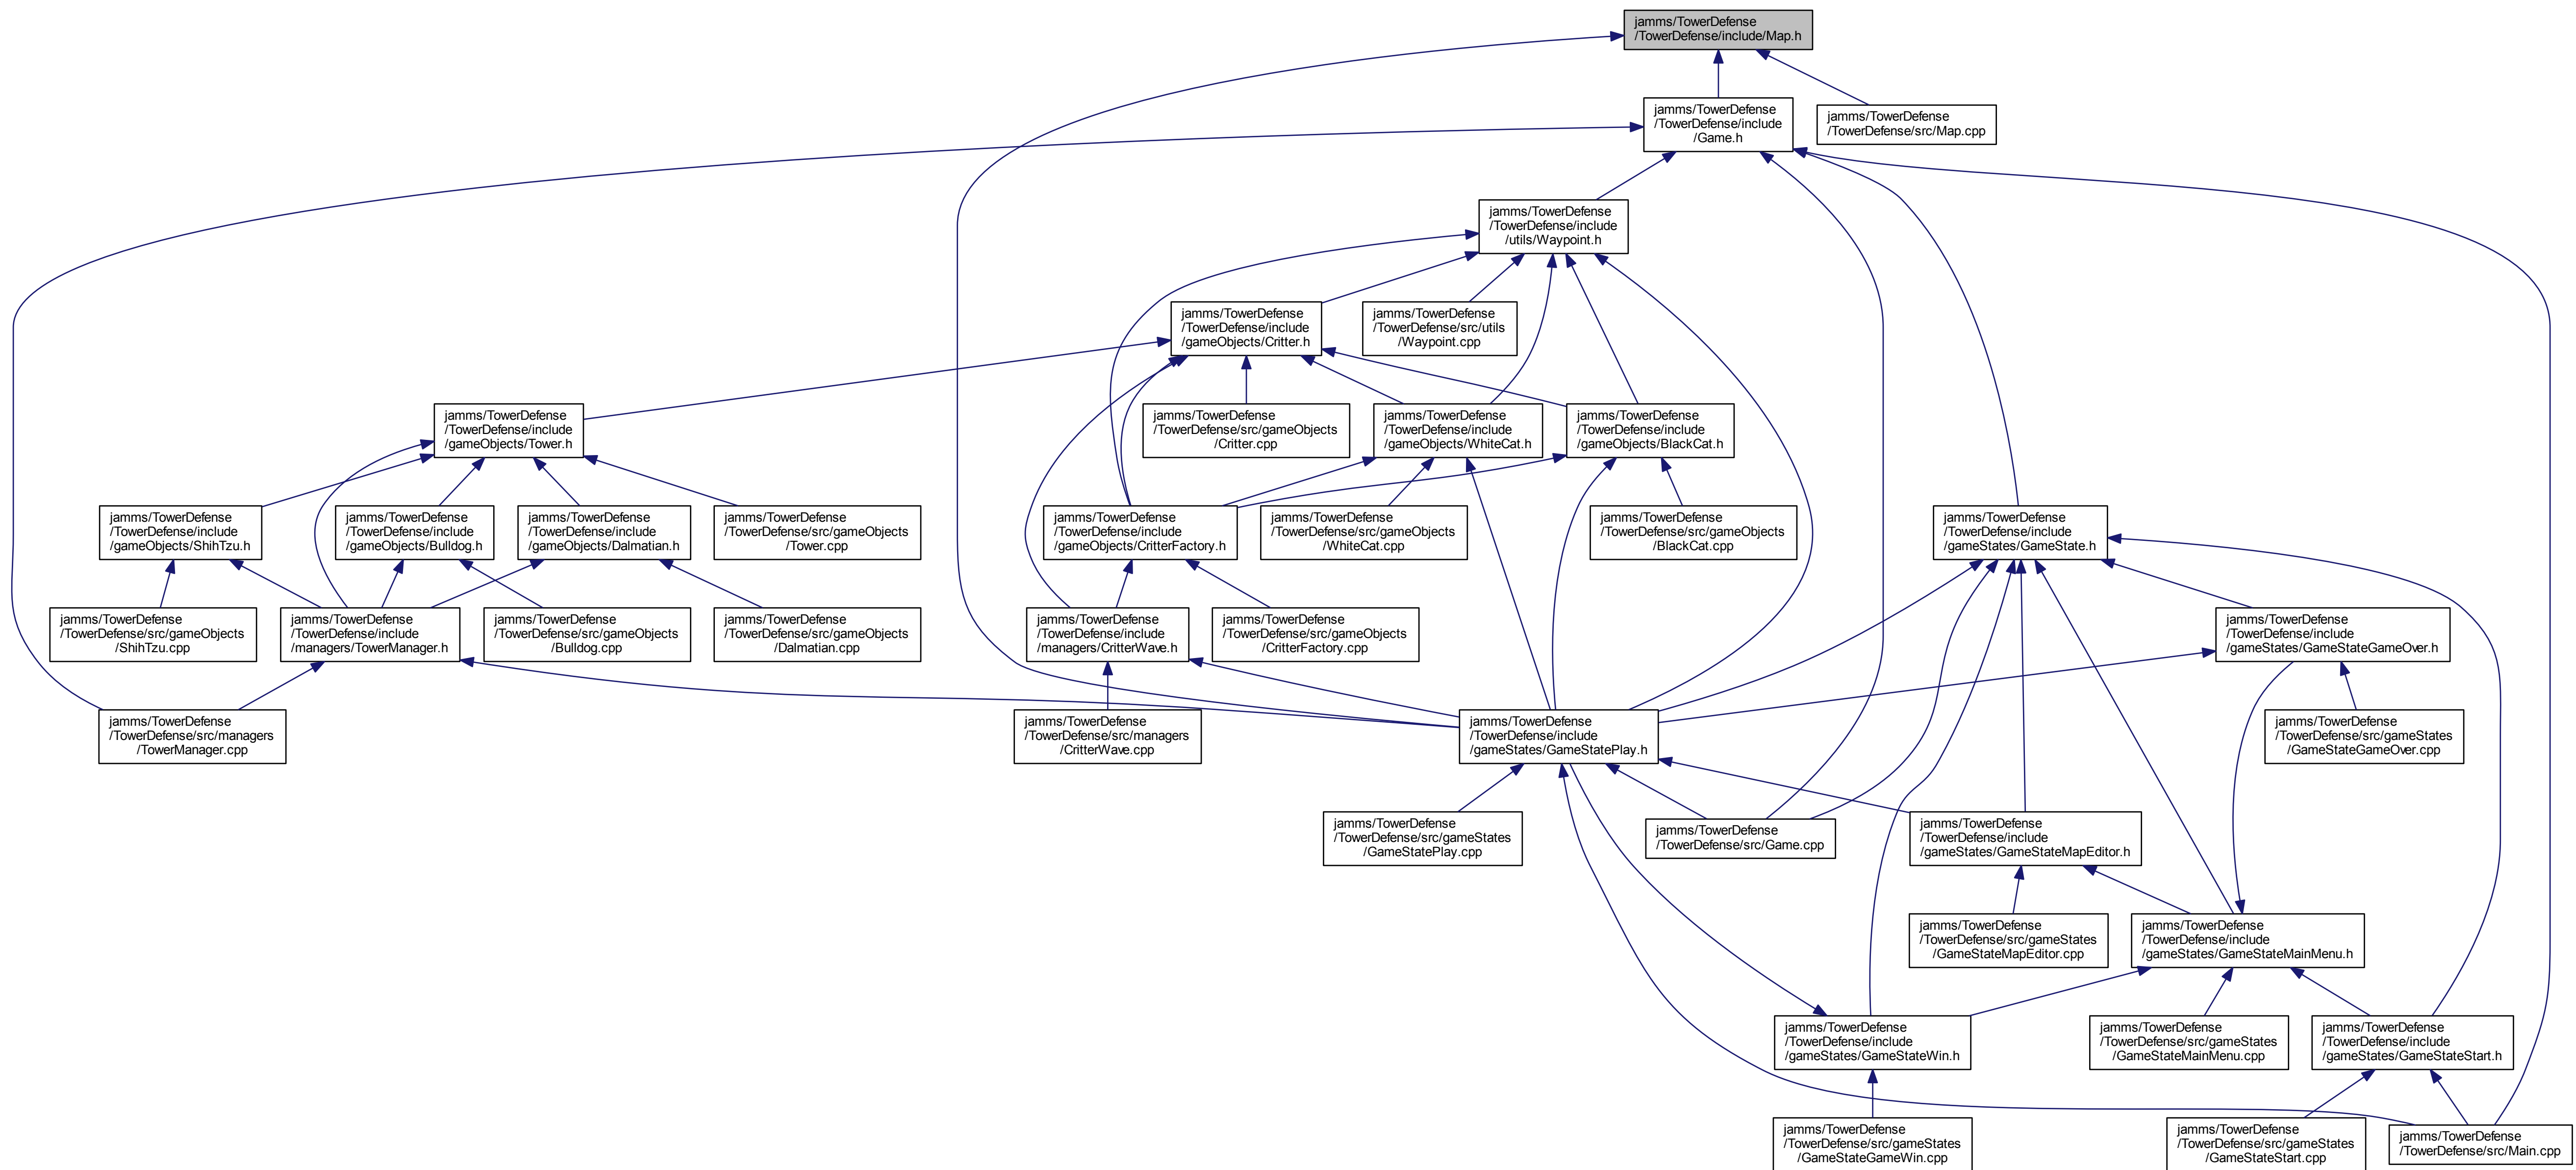 jamms/TowerDefense
/TowerDefense/include/Map.h
jamms/TowerDefense
/TowerDefense/include
/Game.h
jamms/TowerDefense
/TowerDefense/src/Map.cpp
jamms/TowerDefense
/TowerDefense/include
/utils/Waypoint.h
jamms/TowerDefense
/TowerDefense/include
/gameObjects/Critter.h
jamms/TowerDefense
/TowerDefense/src/utils
/Waypoint.cpp
jamms/TowerDefense
/TowerDefense/include
/gameObjects/Tower.h
jamms/TowerDefense
/TowerDefense/src/gameObjects
/Critter.cpp
jamms/TowerDefense
/TowerDefense/include
/gameObjects/WhiteCat.h
jamms/TowerDefense
/TowerDefense/include
/gameObjects/BlackCat.h
jamms/TowerDefense
/TowerDefense/include
/gameObjects/ShihTzu.h
jamms/TowerDefense
/TowerDefense/include
/gameObjects/Bulldog.h
jamms/TowerDefense
/TowerDefense/include
/gameObjects/Dalmatian.h
jamms/TowerDefense
/TowerDefense/src/gameObjects
/Tower.cpp
jamms/TowerDefense
/TowerDefense/include
/gameObjects/CritterFactory.h
jamms/TowerDefense
/TowerDefense/src/gameObjects
/WhiteCat.cpp
jamms/TowerDefense
/TowerDefense/src/gameObjects
/BlackCat.cpp
jamms/TowerDefense
/TowerDefense/include
/gameStates/GameState.h
jamms/TowerDefense
/TowerDefense/src/gameObjects
/ShihTzu.cpp
jamms/TowerDefense
/TowerDefense/include
/managers/TowerManager.h
jamms/TowerDefense
/TowerDefense/src/gameObjects
/Bulldog.cpp
jamms/TowerDefense
/TowerDefense/src/gameObjects
/Dalmatian.cpp
jamms/TowerDefense
/TowerDefense/include
/managers/CritterWave.h
jamms/TowerDefense
/TowerDefense/src/gameObjects
/CritterFactory.cpp
jamms/TowerDefense
/TowerDefense/include
/gameStates/GameStateGameOver.h
jamms/TowerDefense
/TowerDefense/src/managers
/TowerManager.cpp
jamms/TowerDefense
/TowerDefense/src/managers
/CritterWave.cpp
jamms/TowerDefense
/TowerDefense/include
/gameStates/GameStatePlay.h
jamms/TowerDefense
/TowerDefense/src/gameStates
/GameStateGameOver.cpp
jamms/TowerDefense
/TowerDefense/src/gameStates
/GameStatePlay.cpp
jamms/TowerDefense
/TowerDefense/src/Game.cpp
jamms/TowerDefense
/TowerDefense/include
/gameStates/GameStateMapEditor.h
jamms/TowerDefense
/TowerDefense/src/gameStates
/GameStateMapEditor.cpp
jamms/TowerDefense
/TowerDefense/include
/gameStates/GameStateMainMenu.h
jamms/TowerDefense
/TowerDefense/include
/gameStates/GameStateWin.h
jamms/TowerDefense
/TowerDefense/src/gameStates
/GameStateMainMenu.cpp
jamms/TowerDefense
/TowerDefense/include
/gameStates/GameStateStart.h
jamms/TowerDefense
/TowerDefense/src/gameStates
/GameStateGameWin.cpp
jamms/TowerDefense
/TowerDefense/src/gameStates
/GameStateStart.cpp
jamms/TowerDefense
/TowerDefense/src/Main.cpp